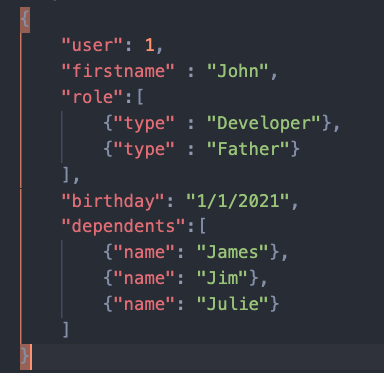 {
    "user": 1,
    "firstname" : "John",
    "role":[
        {"type" : "Developer"},
        {"type" : "Father"}
    ],
    "birthday": "1/1/2021",
    "dependents":[
        {"name": "James"},
        {"name": "Jim"},
        {"name": "Julie"}
    ]
}